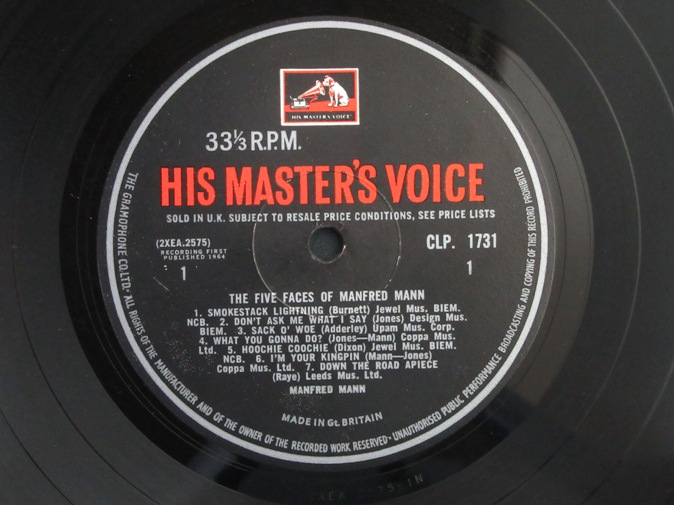 "HIS MASTER'S VOICE"
33⅓ R.P.M.
HIS MASTER'S VOICE
SOLD IN U.K. SUBJECT TO RESALE PRICE CONDITIONS, SEE PRICE LISTS
(2XEA.2575)
RECORDING FIRST
PUBLISHED 1964
1
CLP. 1731
1
THE FIVE FACES OF MANFRED MANN
1. SMOKESTACK LIGHTNING (Burnett) Jewel Mus. BIEM.
NCB. 2. DON'T ASK ME WHAT I SAY (Jones) Design Mus.
BIEM. 3. SACK O' WOE (Adderley) Upam Mus. Corp.
4. WHAT YOU GONNA DO? (Jones—Mann) Coppa Mus.
Ltd. 5. HOOCHIE COOCHIE (Dixon) Jewel Mus. BIEM.
NCB. 6. I'M YOUR KINGPIN (Mann—Jones)
Coppa Mus. Ltd. 7. DOWN THE ROAD APIECE
(Raye) Leeds Mus. Ltd.
MANFRED MANN
MADE IN Gt. BRITAIN
THE GRAMOPHONE CO. LTD. · ALL RIGHTS OF THE MANUFACTURER AND OF THE OWNER OF THE RECORDED WORK RESERVED · UNAUTHORISED PUBLIC PERFORMANCE BROADCASTING AND COPYING OF THIS RECORD PROHIBITED